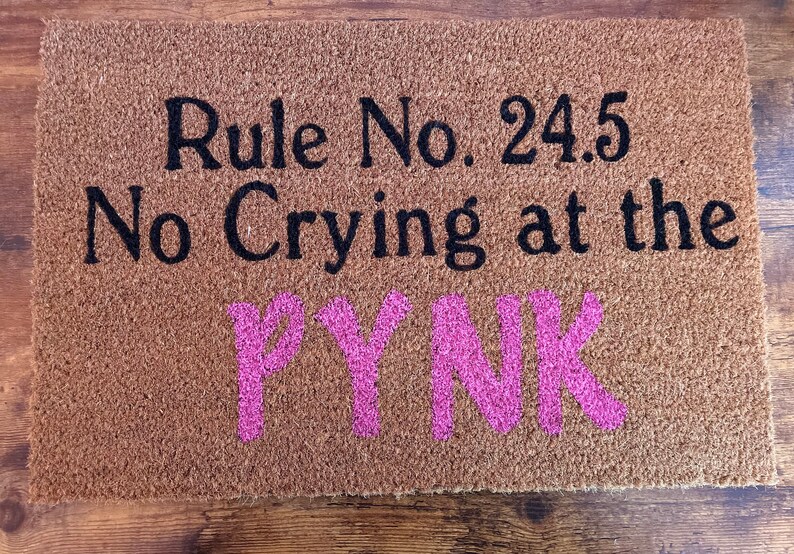 Rule No. 24.5
No Crying at the
PYNK